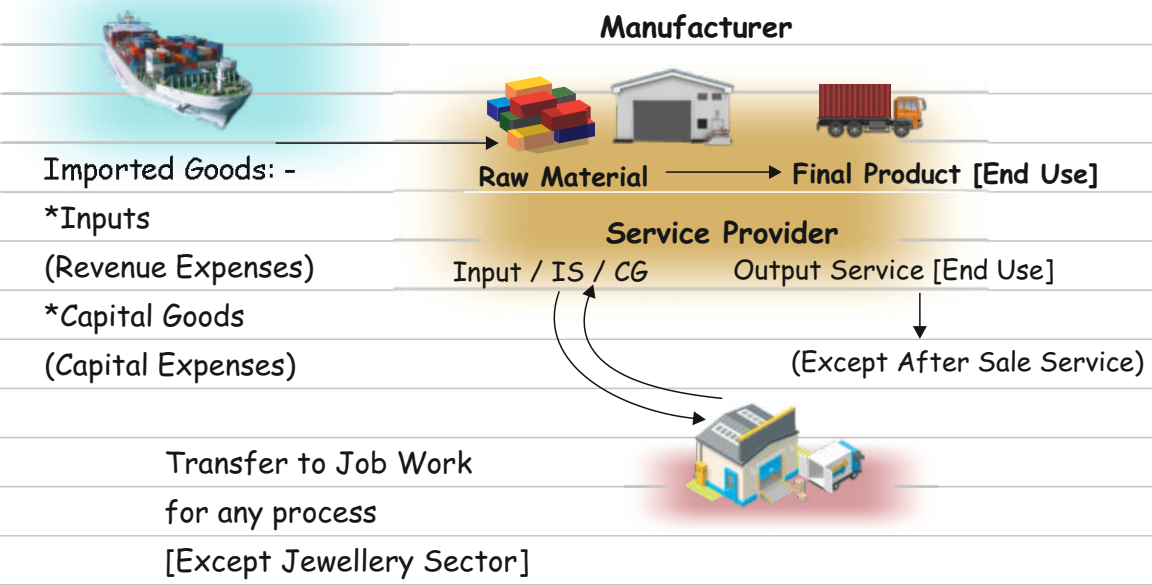 Manufacturer
Imported Goods: -
*Inputs
(Revenue Expenses)
*Capital Goods
(Capital Expenses)
Raw Material
Final Product [End Use]
Service Provider
Input / IS / CG
Output Service [End Use]
(Except After Sale Service)
Transfer to Job Work
for any process
[Except Jewellery Sector]